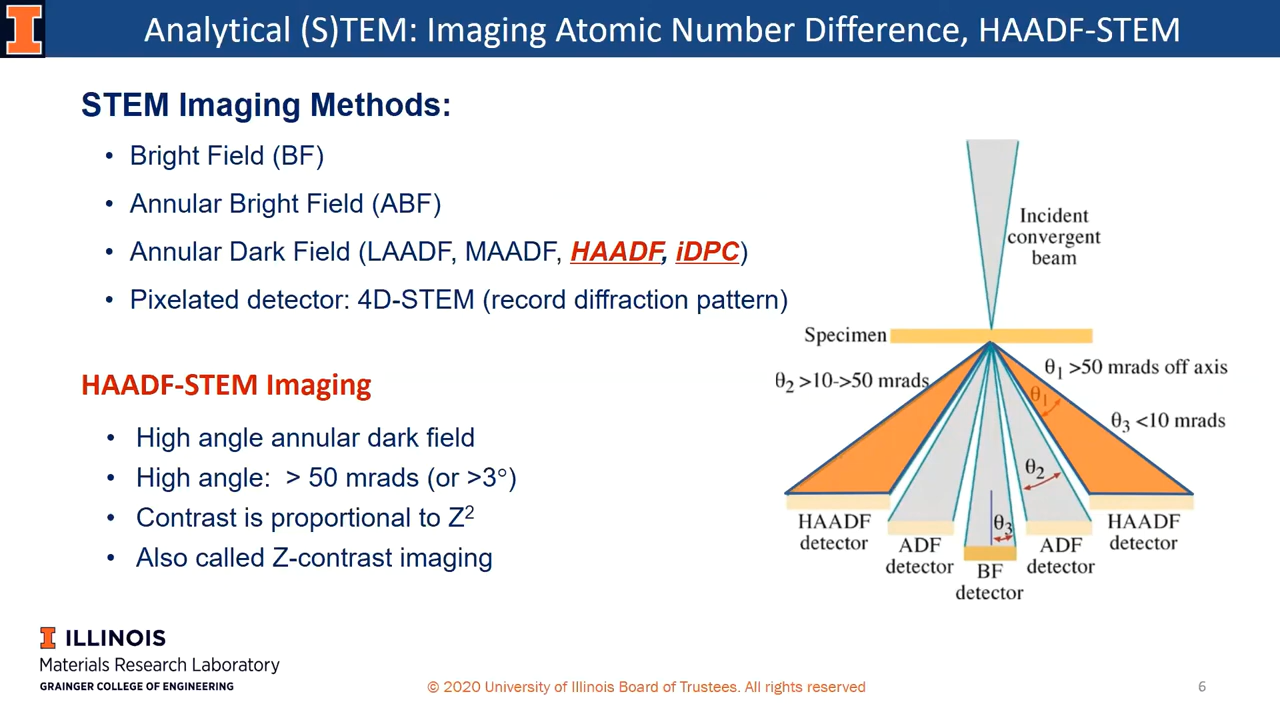 Analytical (S)TEM: Imaging Atomic Number Difference, HAADF-STEM
STEM Imaging Methods:
• Bright Field (BF)
• Annular Bright Field (ABF)
• Annular Dark Field (LAADF, MAADF, HAADF, iDPC)
• Pixelated detector: 4D-STEM (record diffraction pattern)
HAADF-STEM Imaging
• High angle annular dark field
• High angle: > 50 mrads (or >3°)
• Contrast is proportional to Z²
• Also called Z-contrast imaging
Incident
convergent
beam
Specimen
θ₁ >50 mrads off axis
θ₂ >10->50 mrads
θ₁
θ₃ <10 mrads
θ₂
θ₃
HAADF
detector
ADF
detector
BF
detector
ADF
detector
HAADF
detector
I ILLINOIS
Materials Research Laboratory
GRAINGER COLLEGE OF ENGINEERING
© 2020 University of Illinois Board of Trustees. All rights reserved
6